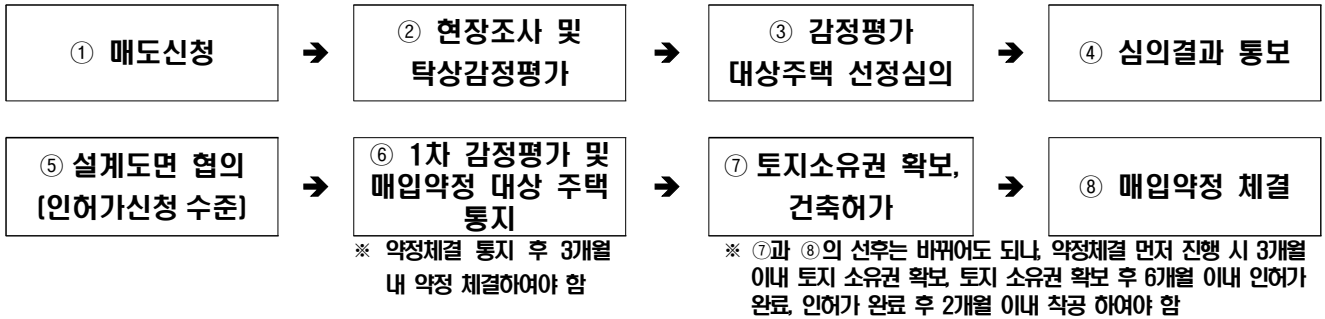 ① 매도신청
➔
② 현장조사 및
탁상감정평가
➔
③ 감정평가
대상주택 선정심의
➔
④ 심의결과 통보
⑤ 설계도면 협의
(인허가신청 수준)
➔
⑥ 1차 감정평가 및
매입약정 대상 주택
통지
➔
⑦ 토지소유권 확보,
건축허가
➔
⑧ 매입약정 체결
※ 약정체결 통지 후 3개월
내 약정 체결하여야 함
※ ⑦과 ⑧의 선후는 바뀌어도 되나, 약정체결 먼저 진행 시 3개월
이내 토지 소유권 확보, 토지 소유권 확보 후 6개월 이내 인허가
완료, 인허가 완료 후 2개월 이내 착공 하여야 함